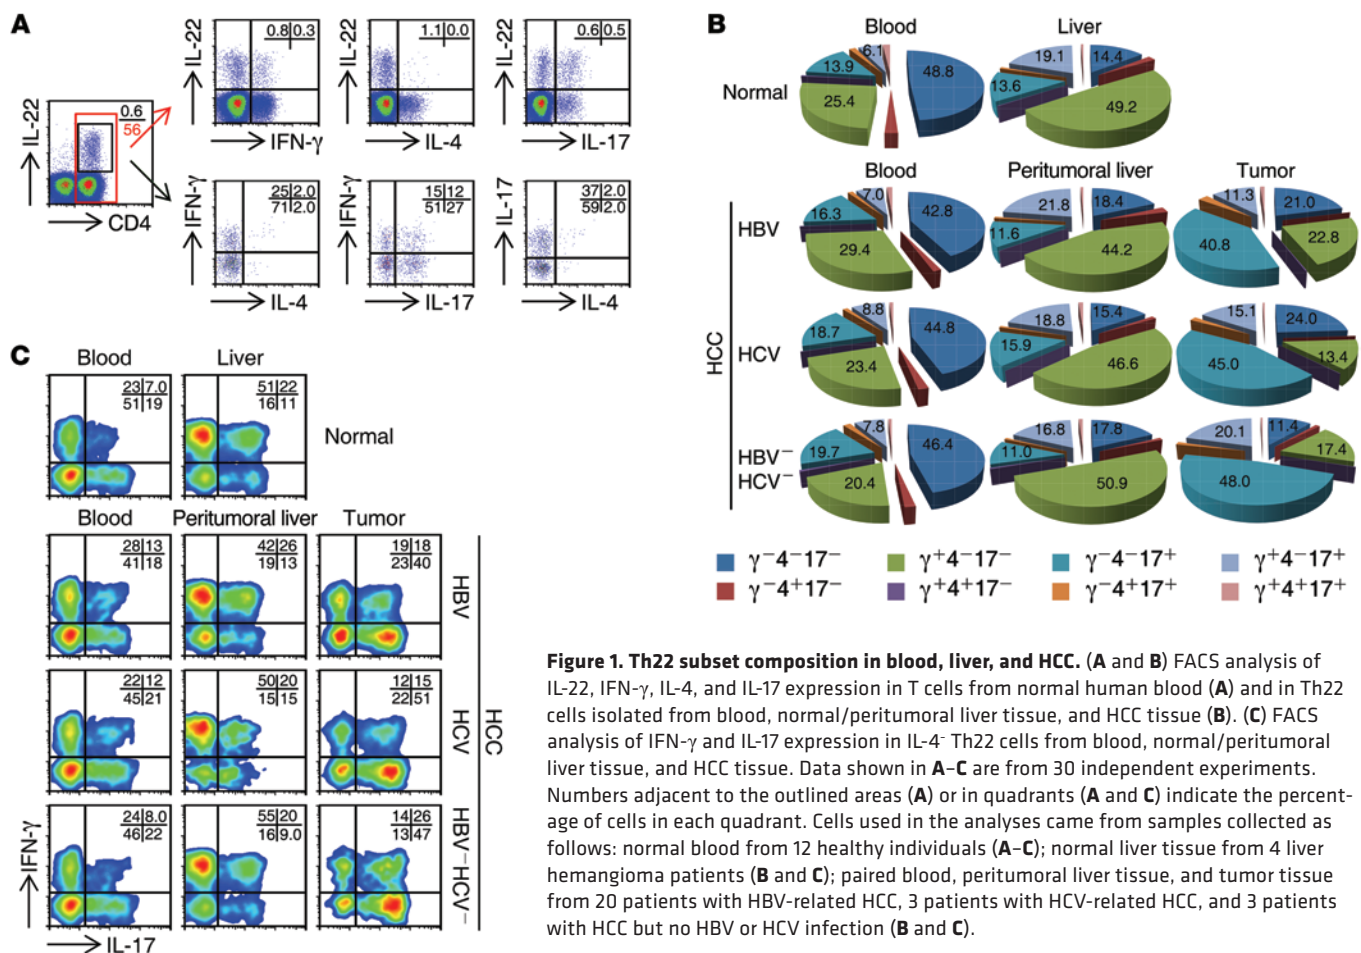 A
IL-22
CD4
0.6
56
IL-22
0.8 0.3
IFN-γ
IL-22
1.1 0.0
IL-4
IL-22
0.6 0.5
IL-17
IFN-γ
25 2.0
71 2.0
IL-4
IFN-γ
15 12
51 27
IL-17
IL-17
37 2.0
59 2.0
IL-4
B
Blood Liver
Normal
6.1 13.9 25.4 48.8
19.1 14.4 13.6 49.2
Blood Peritumoral liver Tumor
HCC
HBV
7.0 16.3 42.8 29.4
21.8 18.4 11.6 44.2
11.3 21.0 40.8 22.8
HCV
8.8 18.7 44.8 23.4
18.8 15.4 15.9 46.6
15.1 24.0 45.0 13.4
HBV−
HCV−
7.8 19.7 46.4 20.4
16.8 17.8 11.0 50.9
20.1 11.4 17.4 48.0
γ−4−17− γ+4−17− γ−4−17+ γ+4−17+
γ−4+17− γ+4+17− γ−4+17+ γ+4+17+
C
Blood Liver
23 7.0
51 19
51 22
16 11
Normal
Blood Peritumoral liver Tumor
28 13
41 18
42 26
19 13
19 18
23 40
HBV
22 12
45 21
50 20
15 15
12 15
22 51
HCV
HCC
24 8.0
46 22
55 20
16 9.0
14 26
13 47
HBV−HCV−
IFN-γ
IL-17
Figure 1. Th22 subset composition in blood, liver, and HCC. (A and B) FACS analysis of
IL-22, IFN-γ, IL-4, and IL-17 expression in T cells from normal human blood (A) and in Th22
cells isolated from blood, normal/peritumoral liver tissue, and HCC tissue (B). (C) FACS
analysis of IFN-γ and IL-17 expression in IL-4- Th22 cells from blood, normal/peritumoral
liver tissue, and HCC tissue. Data shown in A–C are from 30 independent experiments.
Numbers adjacent to the outlined areas (A) or in quadrants (A and C) indicate the percent-
age of cells in each quadrant. Cells used in the analyses came from samples collected as
follows: normal blood from 12 healthy individuals (A–C); normal liver tissue from 4 liver
hemangioma patients (B and C); paired blood, peritumoral liver tissue, and tumor tissue
from 20 patients with HBV-related HCC, 3 patients with HCV-related HCC, and 3 patients
with HCC but no HBV or HCV infection (B and C).